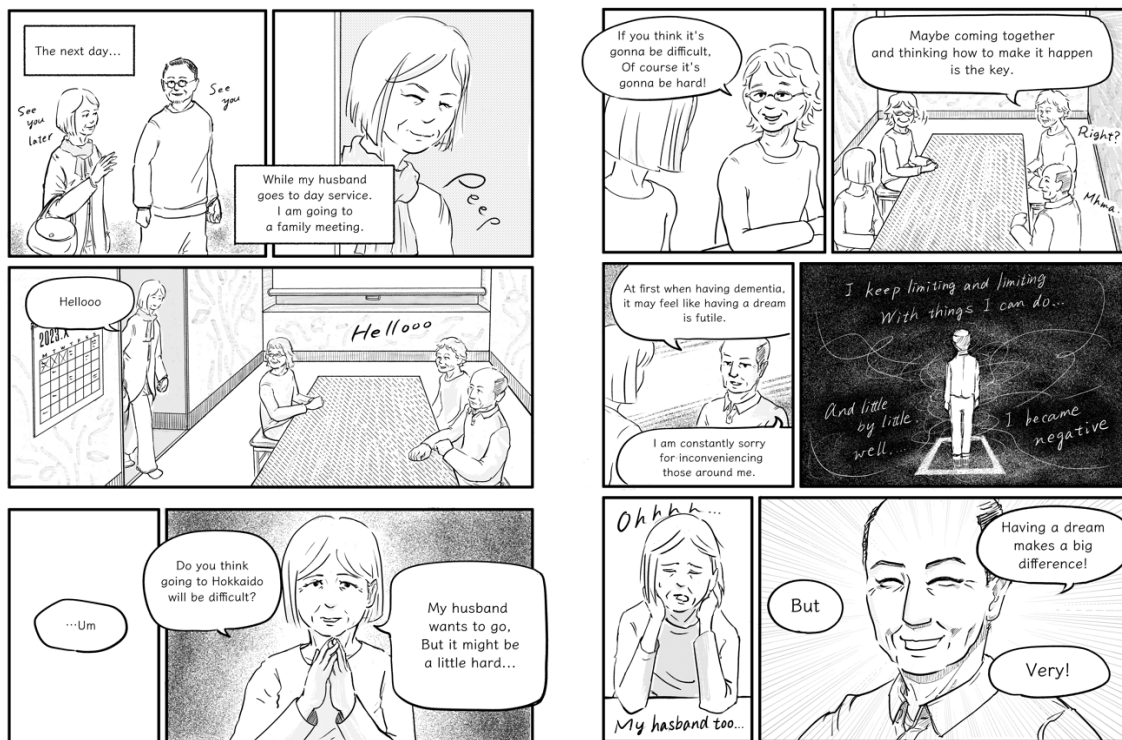 The next day...
See
you
later
See
you
While my husband
goes to day service.
I am going to
a family meeting.
Peep
Hellooo
2023.X
Hellooo
…Um
Do you think
going to Hokkaido
will be difficult?
My husband
wants to go,
But it might be
a little hard...
If you think it's
gonna be difficult,
Of course it's
gonna be hard!
Maybe coming together
and thinking how to make it happen
is the key.
Right?
Mhma.
At first when having dementia,
it may feel like having a dream
is futile.
I am constantly sorry
for inconveniencing
those around me.
I keep limiting and limiting
With things I can do...
And little
by little.
well....
I became
negative
Ohhhh...
My hasband too...
Having a dream
makes a big
difference!
But
Very!